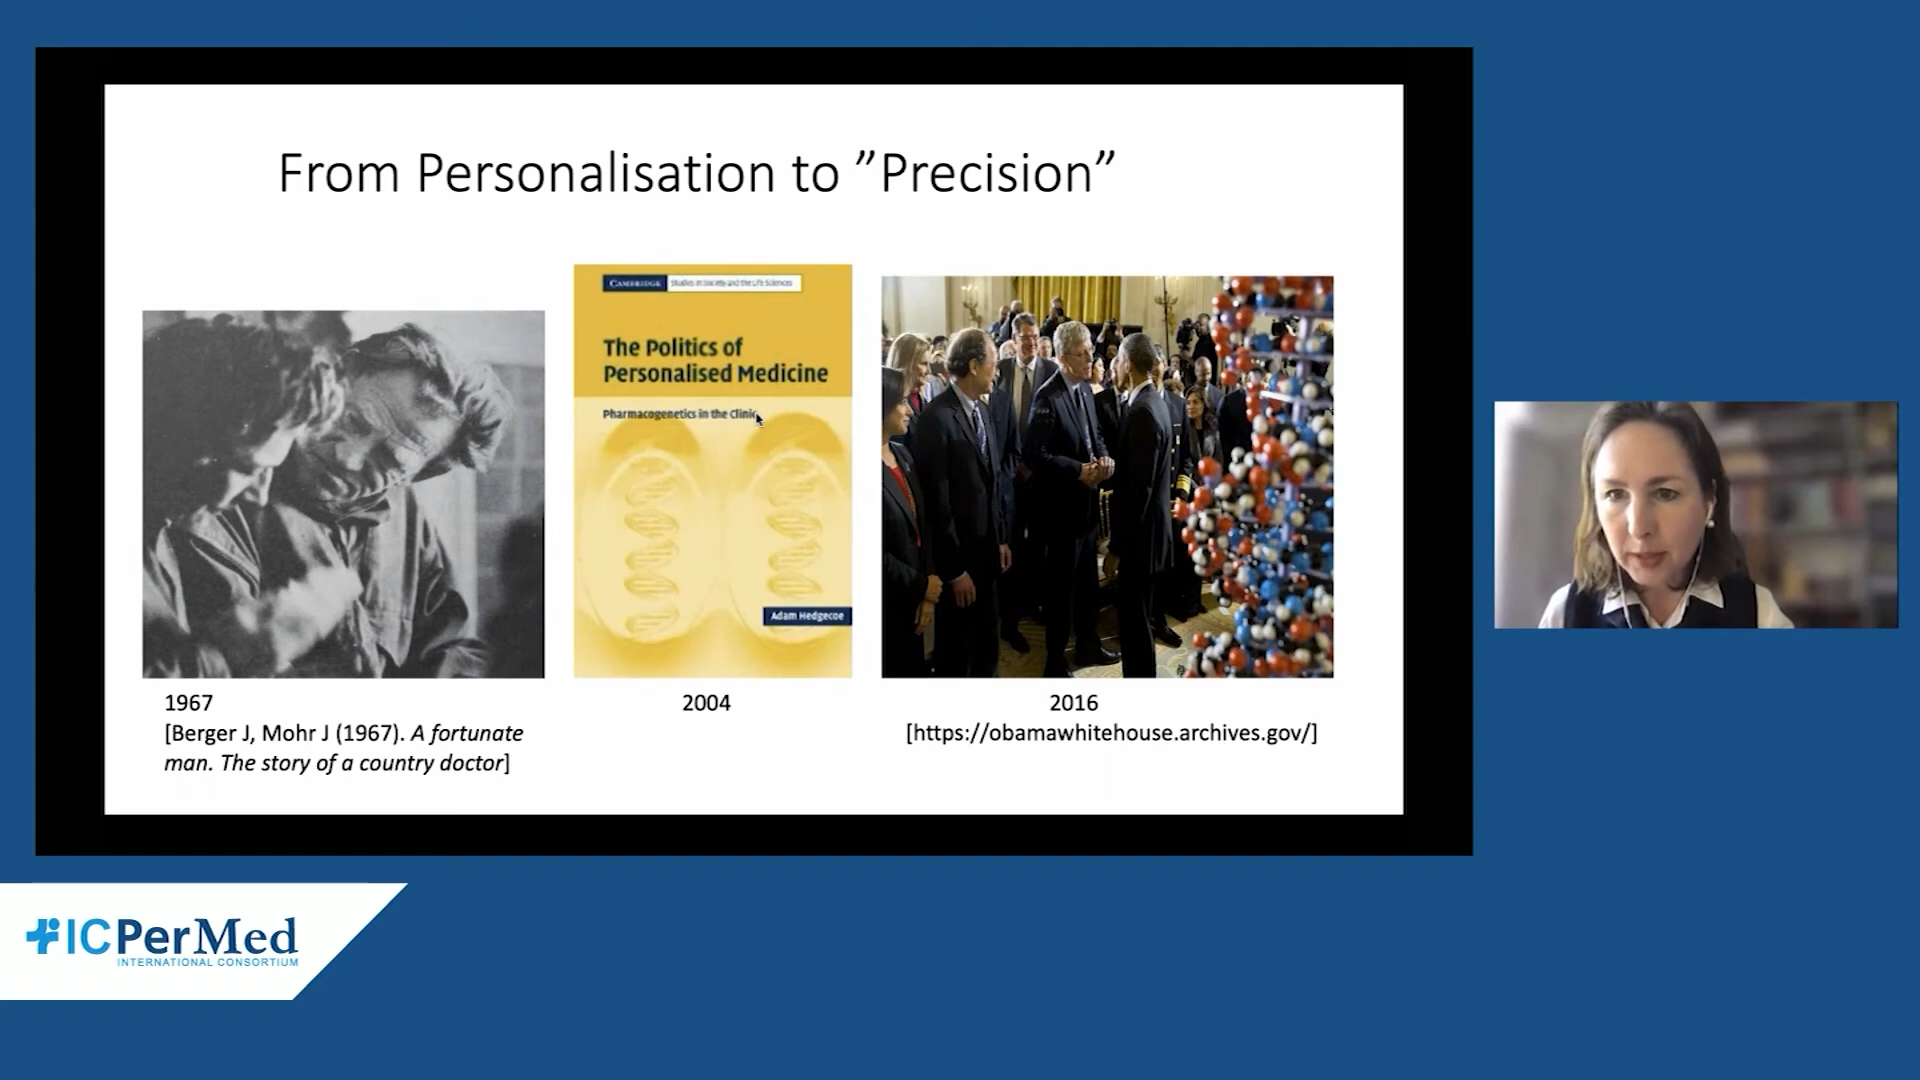 From Personalisation to ”Precision”
CAMBRIDGE Studies in Society and the Life Sciences
The Politics of
Personalised Medicine
Pharmacogenetics in the Clinic
Adam Hedgecoe
1967
[Berger J, Mohr J (1967). A fortunate
man. The story of a country doctor]
2004
2016
[https://obamawhitehouse.archives.gov/]
ICPerMed
INTERNATIONAL CONSORTIUM